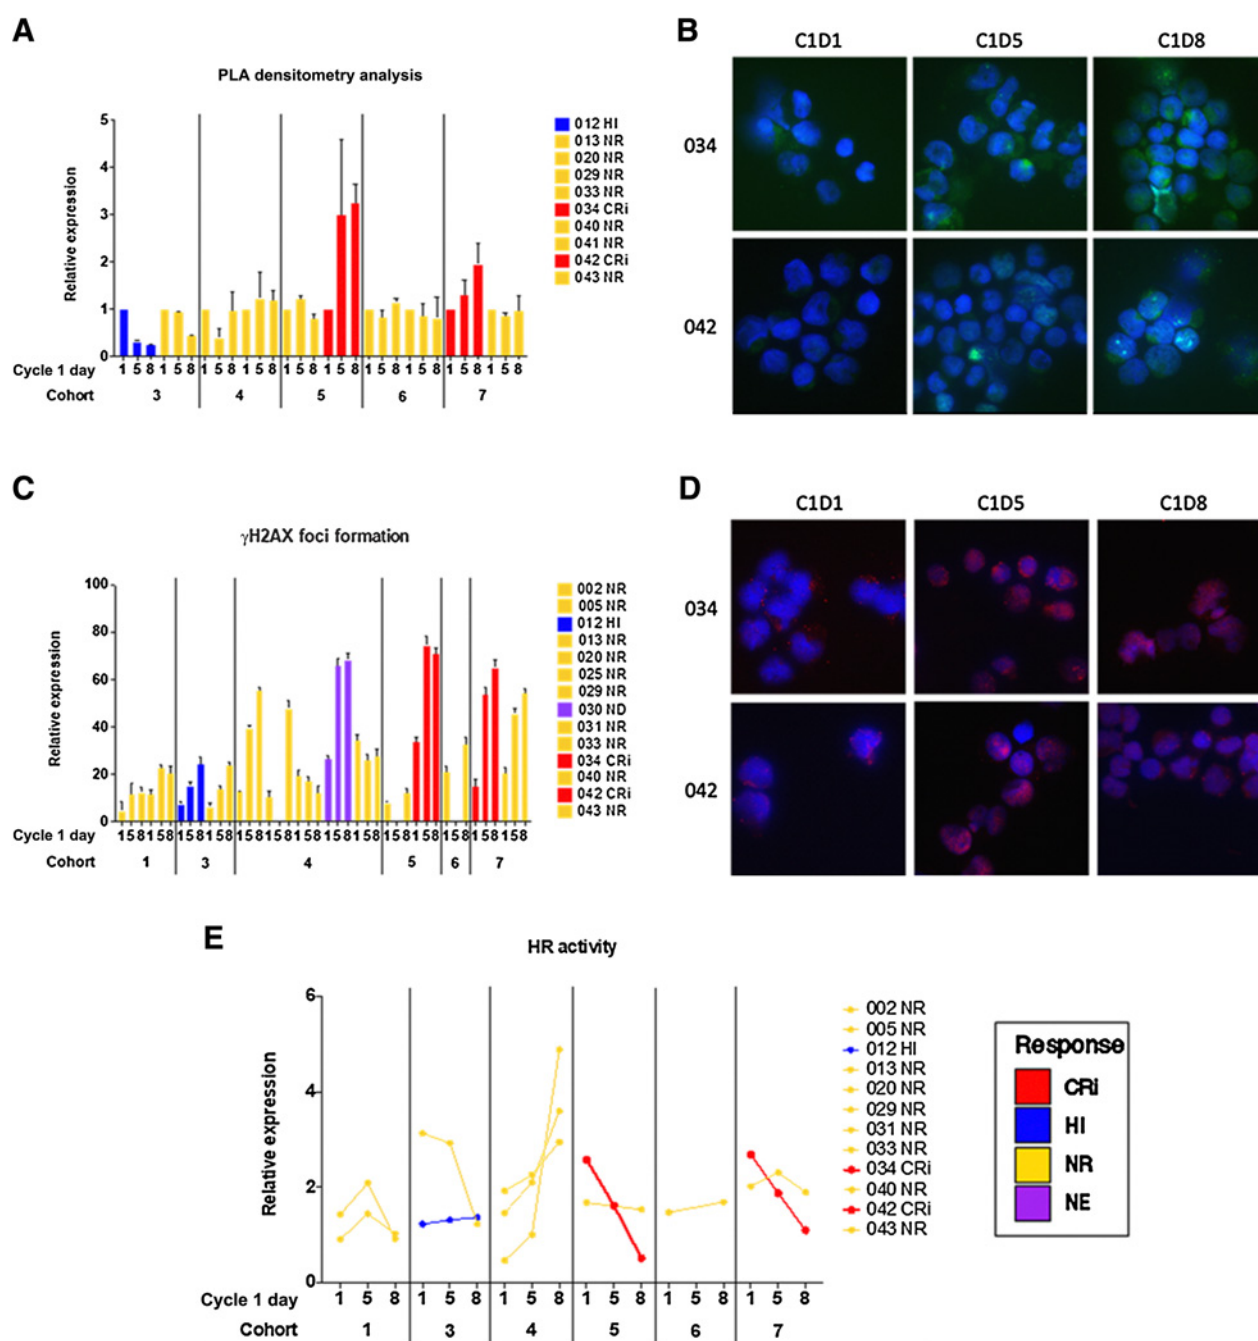 A
PLA densitometry analysis
Relative expression
5
4
3
2
1
0
Cycle 1 day
1 5 8 1 5 8 1 5 8 1 5 8 1 5 8 1 5 8 1 5 8 1 5 8 1 5 8 1 5 8
Cohort
3 4 5 6 7
012 HI
013 NR
020 NR
029 NR
033 NR
034 CRi
040 NR
041 NR
042 CRi
043 NR
B
C1D1 C1D5 C1D8
034
042
C
γH2AX foci formation
Relative expression
100
80
60
40
20
0
Cycle 1 day
Cohort
1 3 4 5 6 7
002 NR
005 NR
012 HI
013 NR
020 NR
025 NR
029 NR
030 ND
031 NR
033 NR
034 CRi
040 NR
042 CRi
043 NR
D
C1D1 C1D5 C1D8
034
042
E
HR activity
Relative expression
6
4
2
0
Cycle 1 day
1 5 8 1 5 8 1 5 8 1 5 8 1 5 8 1 5 8
Cohort
1 3 4 5 6 7
002 NR
005 NR
012 HI
013 NR
020 NR
029 NR
031 NR
033 NR
034 CRi
040 NR
042 CRi
043 NR
Response
CRi
HI
NR
NE